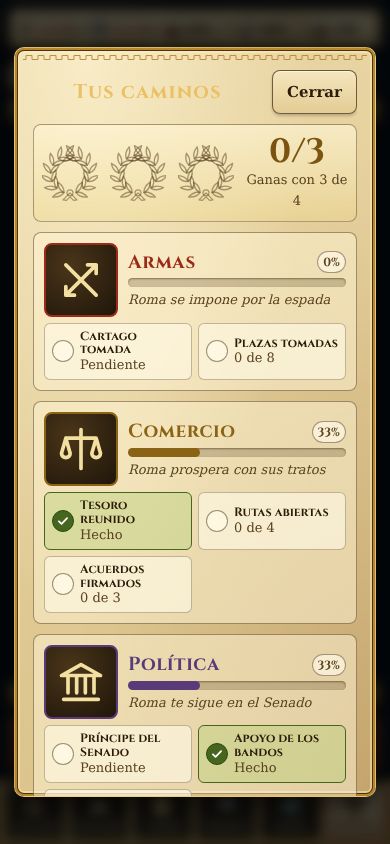 Tus caminos
Cerrar
0/3
Ganas con 3 de
4
Armas
0%
Roma se impone por la espada
Cartago
tomada
Pendiente
Plazas tomadas
0 de 8
Comercio
33%
Roma prospera con sus tratos
Tesoro
reunido
Hecho
Rutas abiertas
0 de 4
Acuerdos
firmados
0 de 3
Política
33%
Roma te sigue en el Senado
Príncipe del
Senado
Pendiente
Apoyo de los
bandos
Hecho